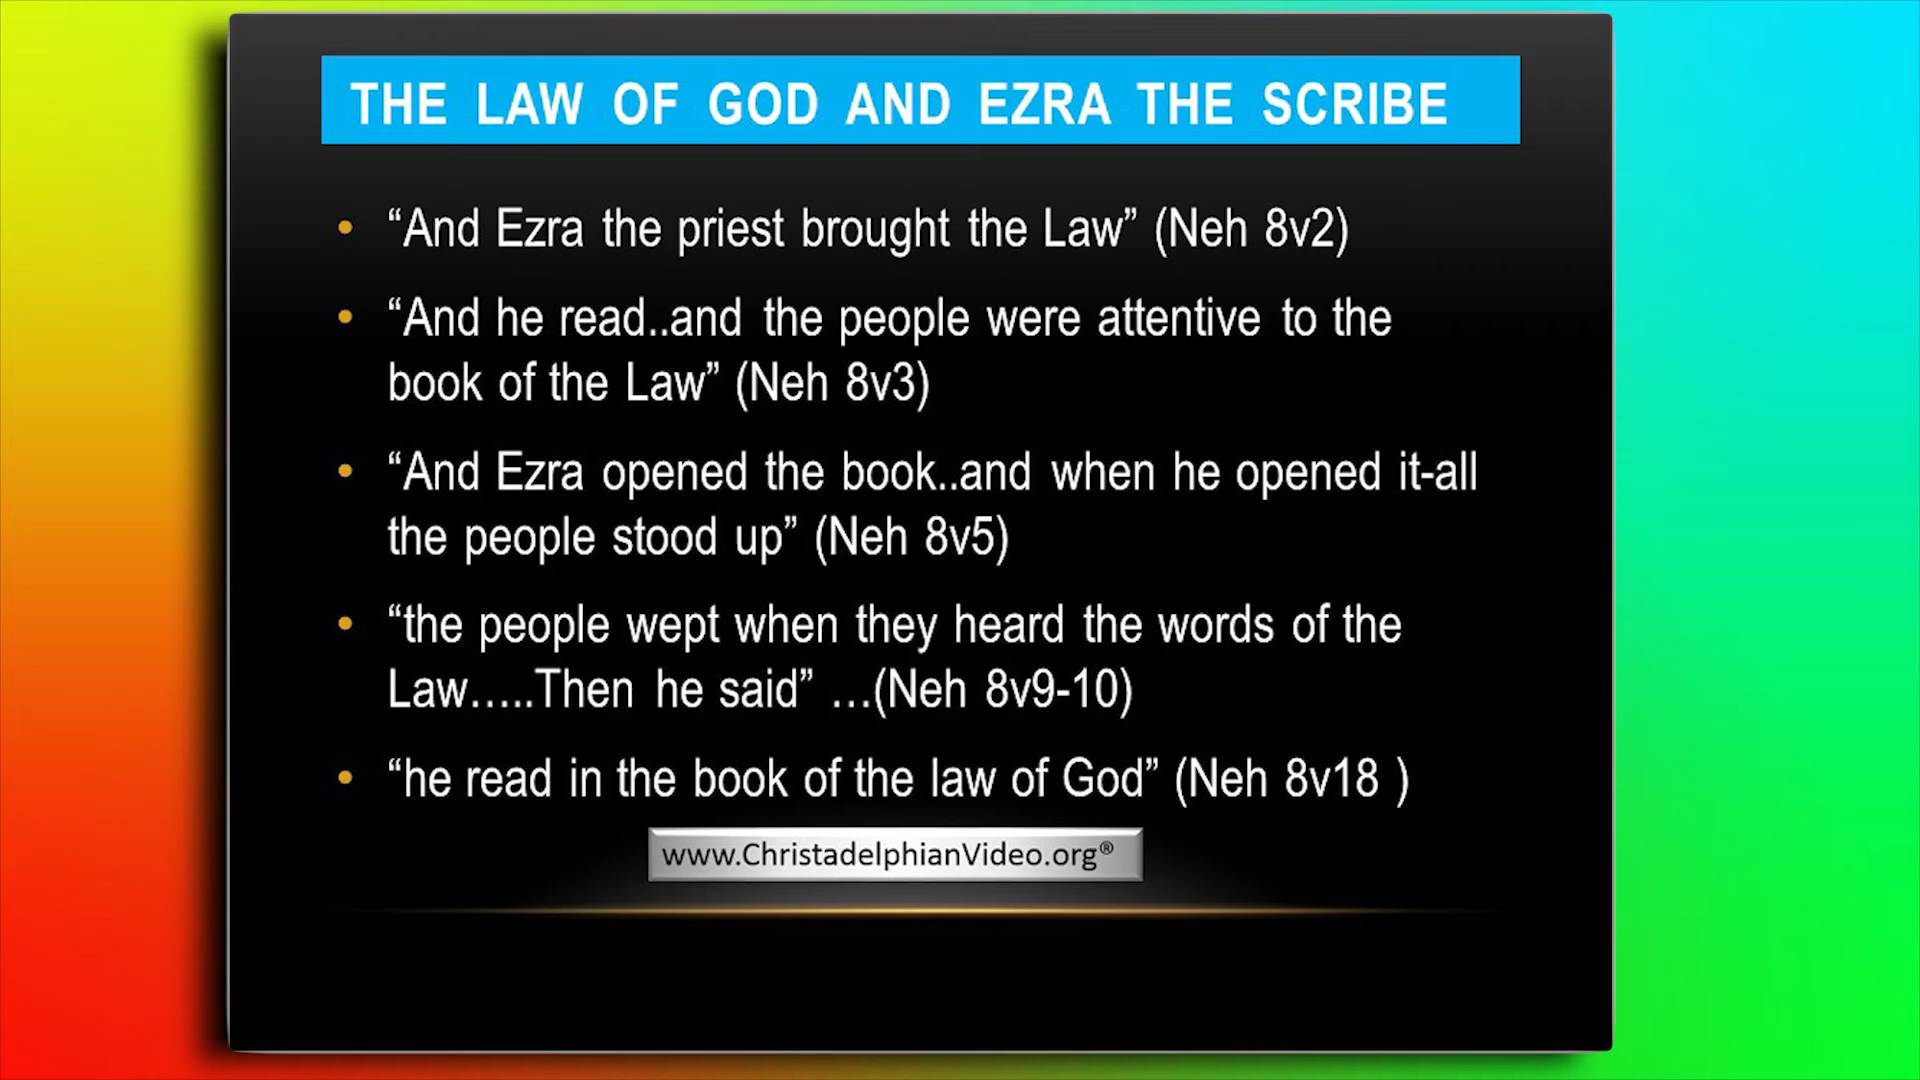 THE LAW OF GOD AND EZRA THE SCRIBE
• “And Ezra the priest brought the Law” (Neh 8v2)
• “And he read..and the people were attentive to the
book of the Law” (Neh 8v3)
• “And Ezra opened the book..and when he opened it-all
the people stood up” (Neh 8v5)
• “the people wept when they heard the words of the
Law…..Then he said” …(Neh 8v9-10)
• “he read in the book of the law of God” (Neh 8v18 )
www.ChristadelphianVideo.org®